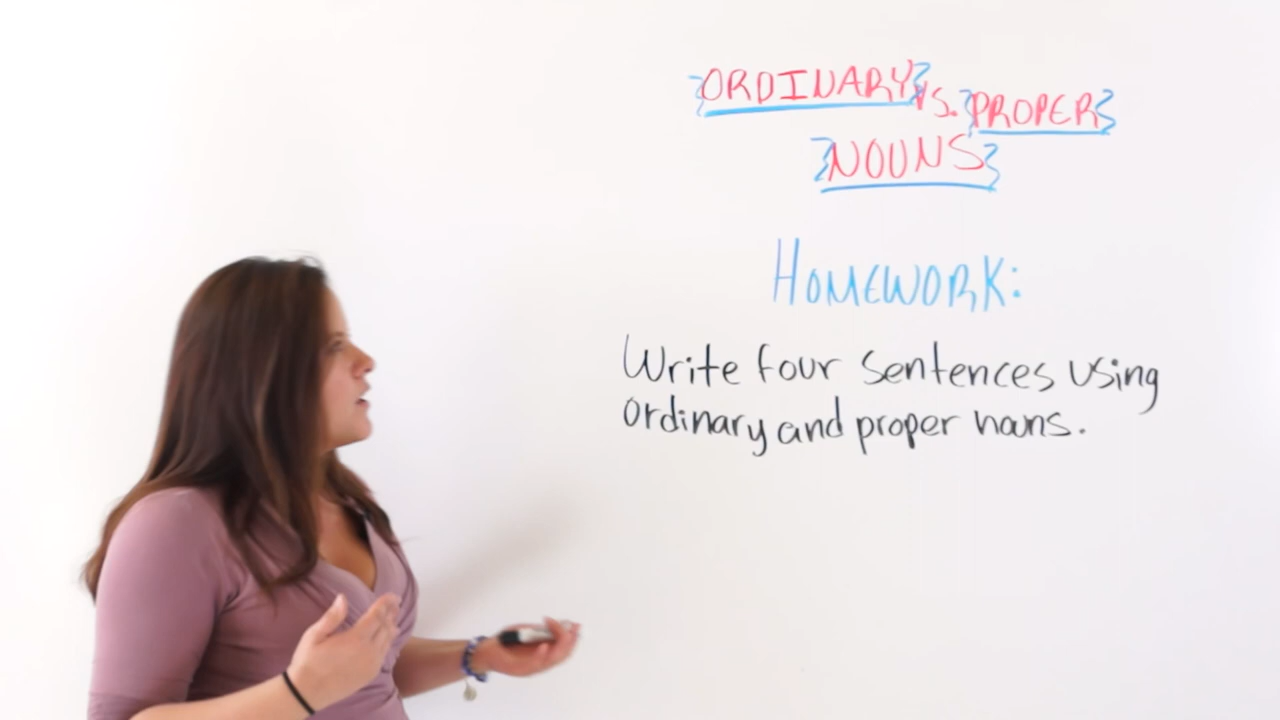 ORDINARY VS. PROPER
NOUNS
HOMEWORK:
Write four sentences using
ordinary and proper nouns.